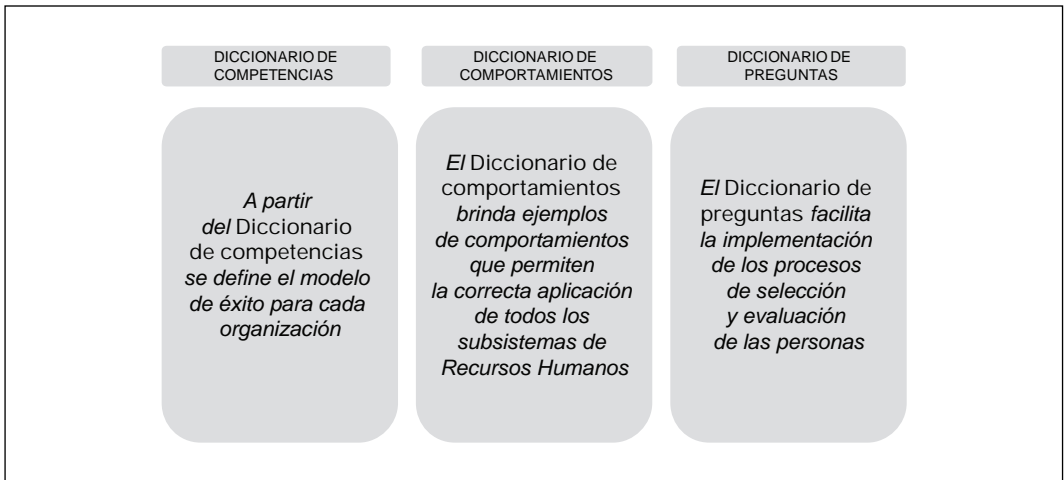 DICCIONARIO DE
COMPETENCIAS
A partir
del Diccionario
de competencias
se define el modelo
de éxito para cada
organización
DICCIONARIO DE
COMPORTAMIENTOS
El Diccionario de
comportamientos
brinda ejemplos
de comportamientos
que permiten
la correcta aplicación
de todos los
subsistemas de
Recursos Humanos
DICCIONARIO DE
PREGUNTAS
El Diccionario de
preguntas facilita
la implementación
de los procesos
de selección
y evaluación
de las personas